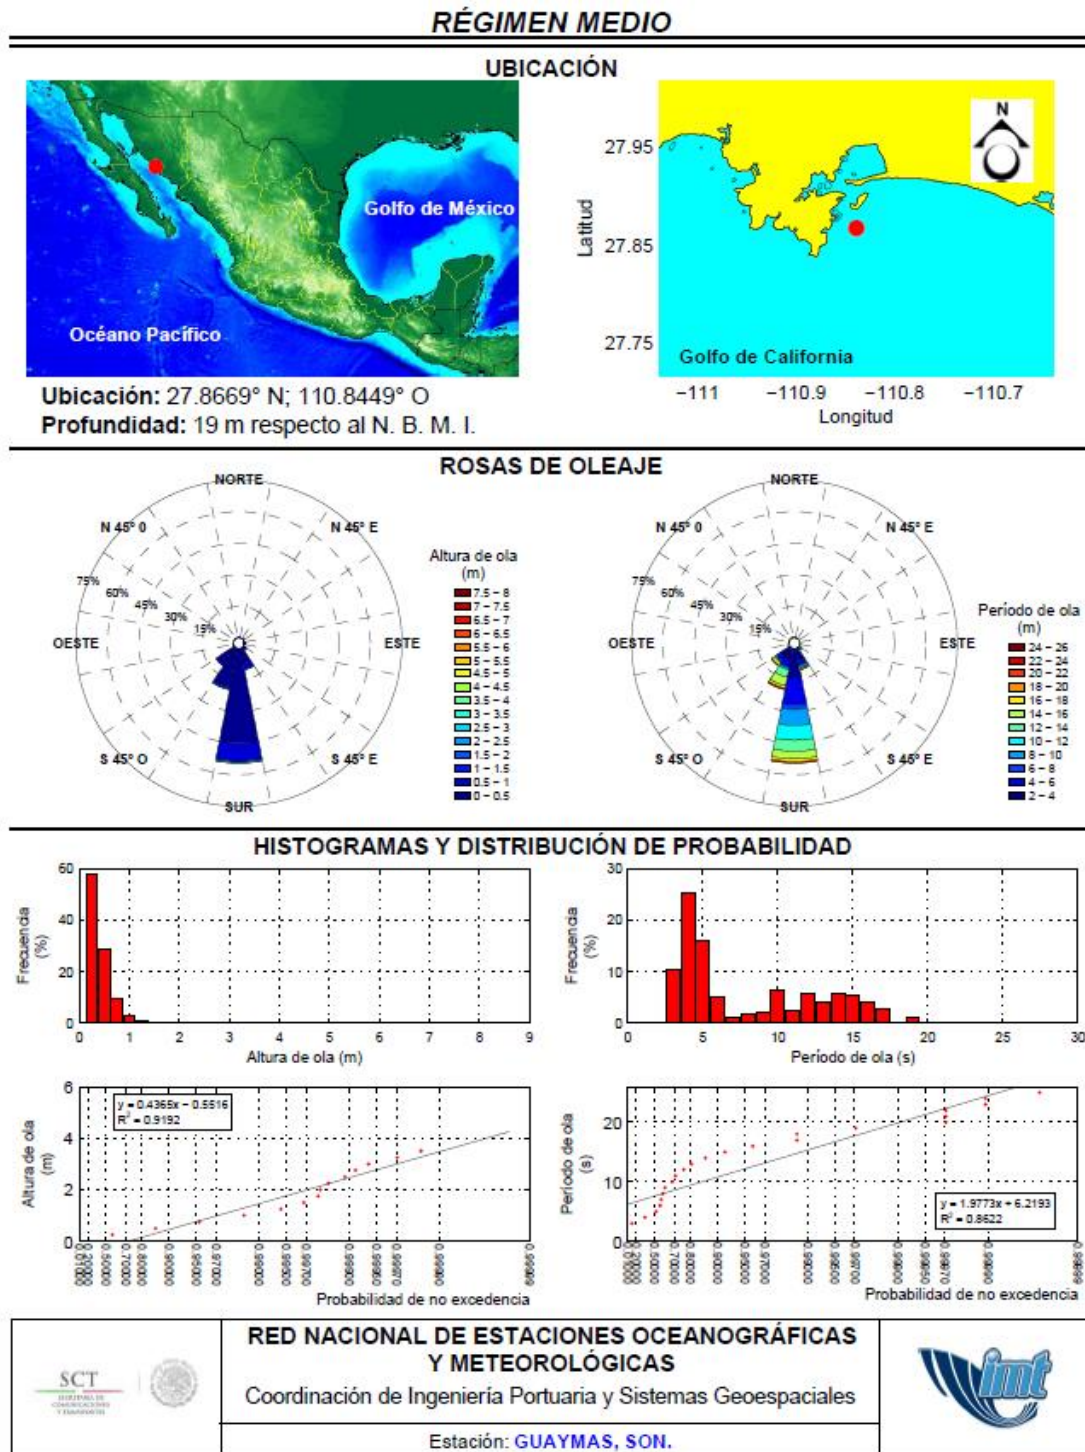 RÉGIMEN MEDIO
UBICACIÓN
Golfo de México
Océano Pacífico
Ubicación: 27.8669° N; 110.8449° O
Profundidad: 19 m respecto al N. B. M. I.
N
27.95
27.85
27.75
Latitud
Golfo de California
−111
−110.9
−110.8
−110.7
Longitud
ROSAS DE OLEAJE
NORTE
N 45° 0
N 45° E
75%
60%
45%
30%
15%
OESTE
ESTE
S 45° O
S 45° E
SUR
Altura de ola
(m)
7.5 − 8
7 − 7.5
6.5 − 7
6 − 6.5
5.5 − 6
5 − 5.5
4.5 − 5
4 − 4.5
3.5 − 4
3 − 3.5
2.5 − 3
2 − 2.5
1.5 − 2
1 − 1.5
0.5 − 1
0 − 0.5
NORTE
N 45° 0
N 45° E
75%
60%
45%
30%
15%
OESTE
ESTE
S 45° O
S 45° E
SUR
Período de ola
(m)
24 − 26
22 − 24
20 − 22
18 − 20
16 − 18
14 − 16
12 − 14
10 − 12
8 − 10
6 − 8
4 − 6
2 − 4
HISTOGRAMAS Y DISTRIBUCIÓN DE PROBABILIDAD
Frecuencia
(%)
60
40
20
0
0 1 2 3 4 5 6 7 8 9
Altura de ola (m)
Frecuencia
(%)
30
20
10
0
0 5 10 15 20 25 30
Período de ola (s)
Altura de ola
(m)
6
4
2
0
y = 0.4365x − 0.5516
R² = 0.9192
Probabilidad de no excedencia
Período de ola
(s)
20
10
0
y = 1.9773x + 6.2193
R² = 0.8622
Probabilidad de no excedencia
SCT
RED NACIONAL DE ESTACIONES OCEANOGRÁFICAS
Y METEOROLÓGICAS
Coordinación de Ingeniería Portuaria y Sistemas Geoespaciales
Estación: GUAYMAS, SON.
imt